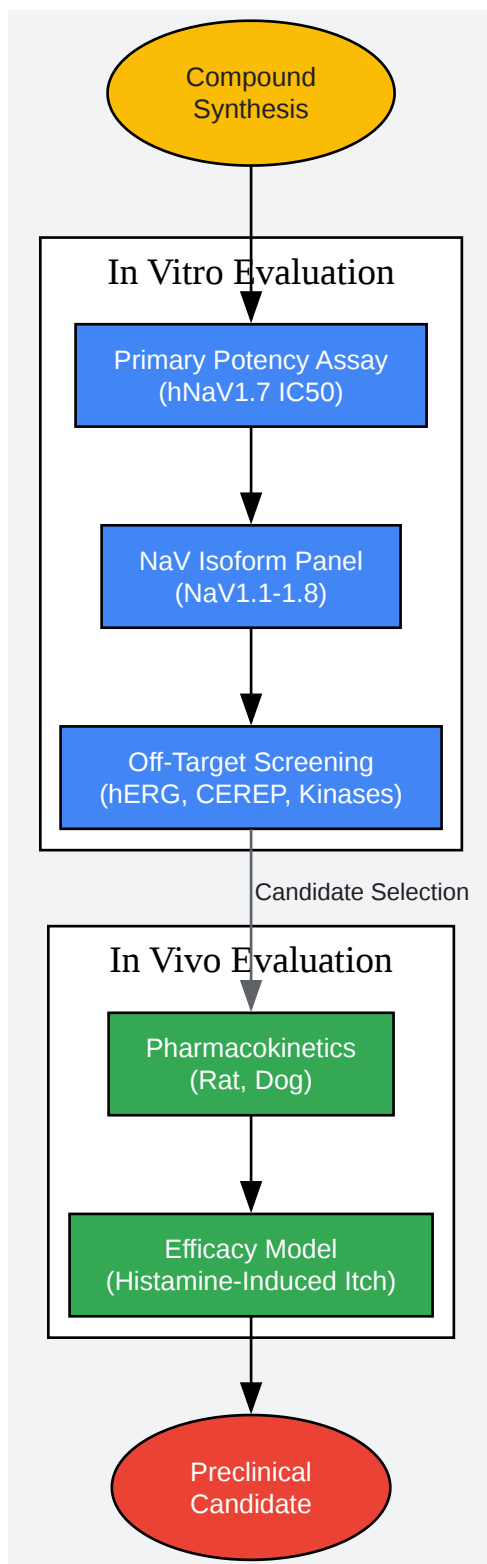 Compound
Synthesis
In Vitro Evaluation
Primary Potency Assay
(hNaV1.7 IC50)
NaV Isoform Panel
(NaV1.1-1.8)
Off-Target Screening
(hERG, CEREP, Kinases)
Candidate Selection
In Vivo Evaluation
Pharmacokinetics
(Rat, Dog)
Efficacy Model
(Histamine-Induced Itch)
Preclinical
Candidate